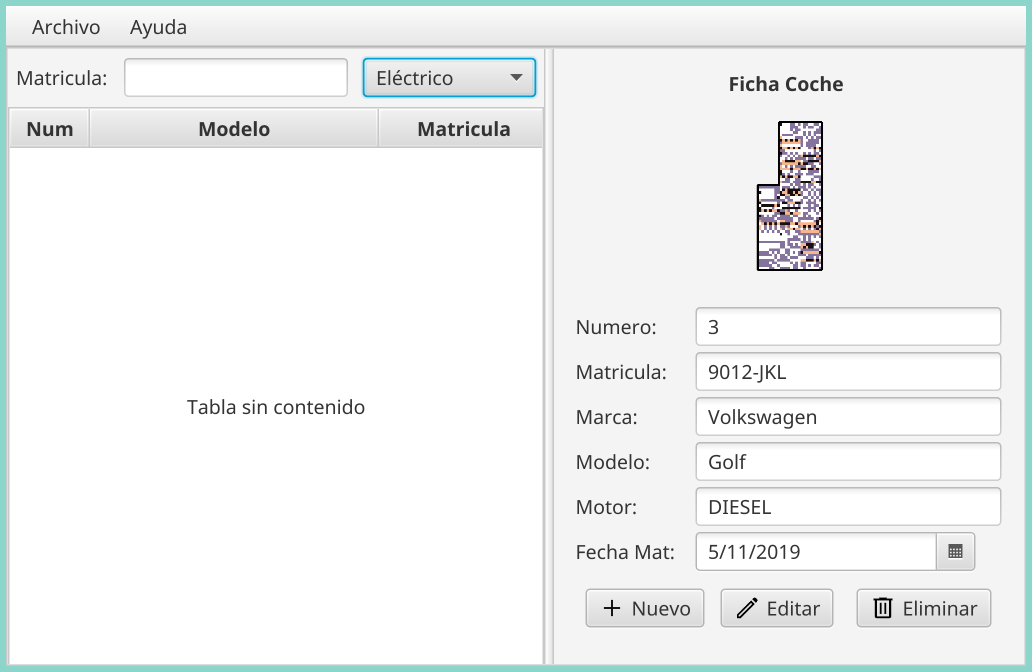 Archivo Ayuda
Matricula: Eléctrico
Num Modelo Matricula
Tabla sin contenido
Ficha Coche
Numero: 3
Matricula: 9012-JKL
Marca: Volkswagen
Modelo: Golf
Motor: DIESEL
Fecha Mat: 5/11/2019
Nuevo Editar Eliminar